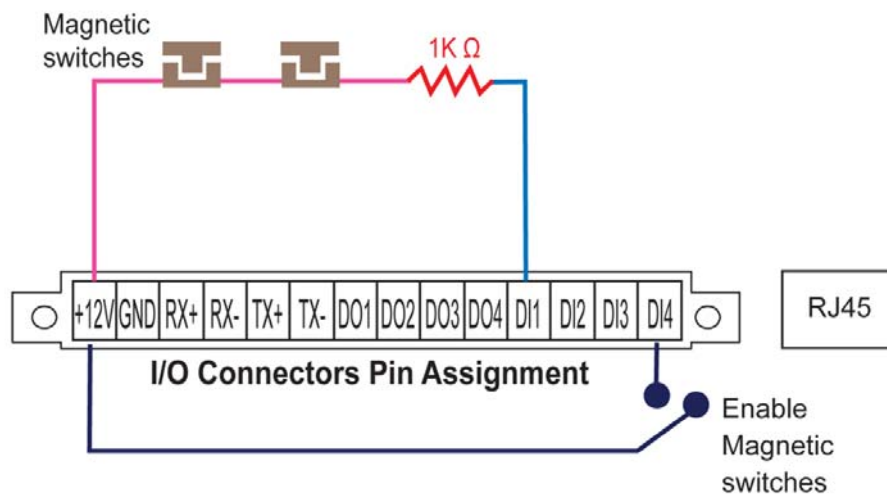 Magnetic
switches
1K Ω
+12V GND RX+ RX- TX+ TX- DO1 DO2 DO3 DO4 DI1 DI2 DI3 DI4
RJ45
I/O Connectors Pin Assignment
Enable
Magnetic
switches